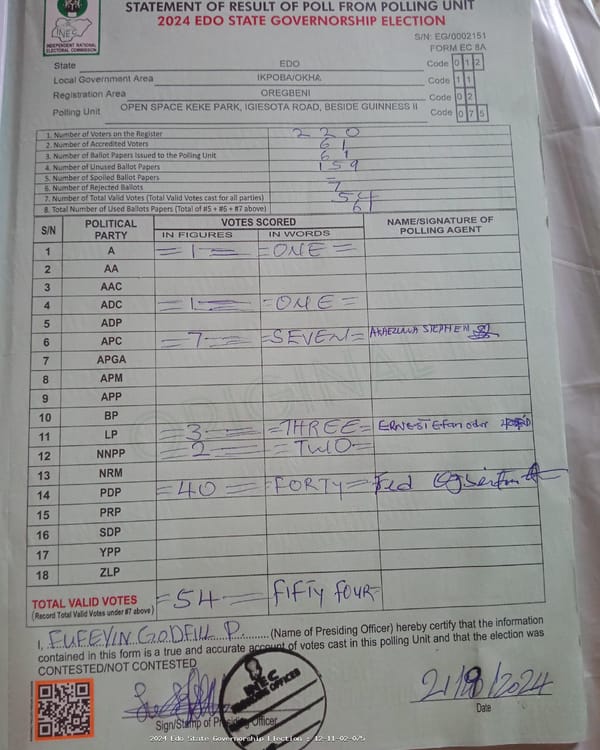 STATEMENT OF RESULT OF POLL FROM POLLING UNIT
2024 EDO STATE GOVERNORSHIP ELECTION
INEC
INDEPENDENT NATIONAL ELECTORAL COMMISSION
S/N: EG/0002151
FORM EC 8A
State EDO Code 0 1 2
Local Government Area IKPOBA/OKHA Code 1 1
Registration Area OREGBENI Code 0 2
Polling Unit OPEN SPACE KEKE PARK, IGIESOTA ROAD, BESIDE GUINNESS II Code 0 7 5
1. Number of Voters on the Register 220
2. Number of Accredited Voters 61
3. Number of Ballot Papers Issued to the Polling Unit 61
4. Number of Unused Ballot Papers 159
5. Number of Spoiled Ballot Papers –
6. Number of Rejected Ballots 7
7. Number of Total Valid Votes (Total Valid Votes cast for all parties) 54
8. Total Number of Used Ballots Papers (Total of #5 + #6 + #7 above) 61
S/N POLITICAL PARTY VOTES SCORED NAME/SIGNATURE OF POLLING AGENT
IN FIGURES IN WORDS
1 A =1= =ONE=
2 AA
3 AAC
4 ADC =1= =ONE=
5 ADP
6 APC =7= =SEVEN= STEPHEN
7 APGA
8 APM
9 APP
10 BP
11 LP =3= =THREE= ERNEST
12 NNPP =2= =TWO=
13 NRM
14 PDP =40= =FORTY= Fred
15 PRP
16 SDP
17 YPP
18 ZLP
ORIGINAL
TOTAL VALID VOTES =54= FIFTY FOUR
(Record Total Valid Votes under #7 above)
I, GODFILL P. (Name of Presiding Officer) hereby certify that the information
contained in this form is a true and accurate account of votes cast in this polling Unit and that the election was
CONTESTED/NOT CONTESTED
INEC
21/9/2024
Sign/Stamp of Presiding Officer
Date
2024 Edo State Governorship Election : 12-11-02-075